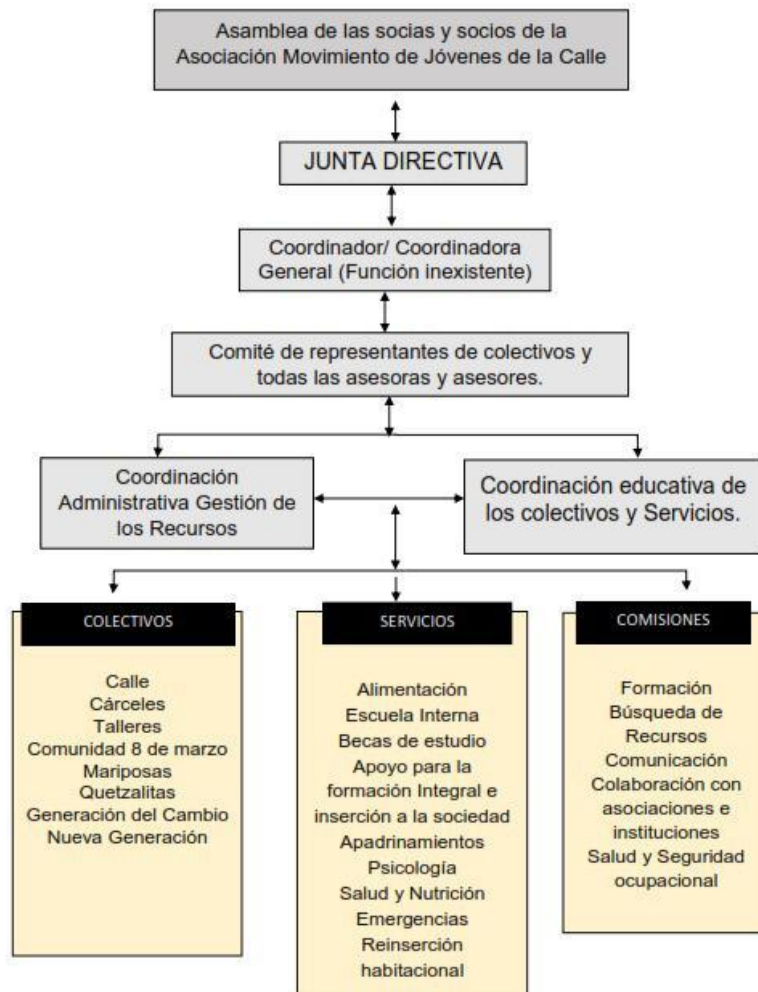 Asamblea de las socias y socios de la
Asociación Movimiento de Jóvenes de la Calle
JUNTA DIRECTIVA
Coordinador/ Coordinadora
General (Función inexistente)
Comité de representantes de colectivos y
todas las asesoras y asesores.
Coordinación
Administrativa Gestión de
los Recursos
Coordinación educativa de
los colectivos y Servicios.
COLECTIVOS
Calle
Cárceles
Talleres
Comunidad 8 de marzo
Mariposas
Quetzalitas
Generación del Cambio
Nueva Generación
SERVICIOS
Alimentación
Escuela Interna
Becas de estudio
Apoyo para la
formación Integral e
inserción a la sociedad
Apadrinamientos
Psicología
Salud y Nutrición
Emergencias
Reinserción
habitacional
COMISIONES
Formación
Búsqueda de
Recursos
Comunicación
Colaboración con
asociaciones e
instituciones
Salud y Seguridad
ocupacional